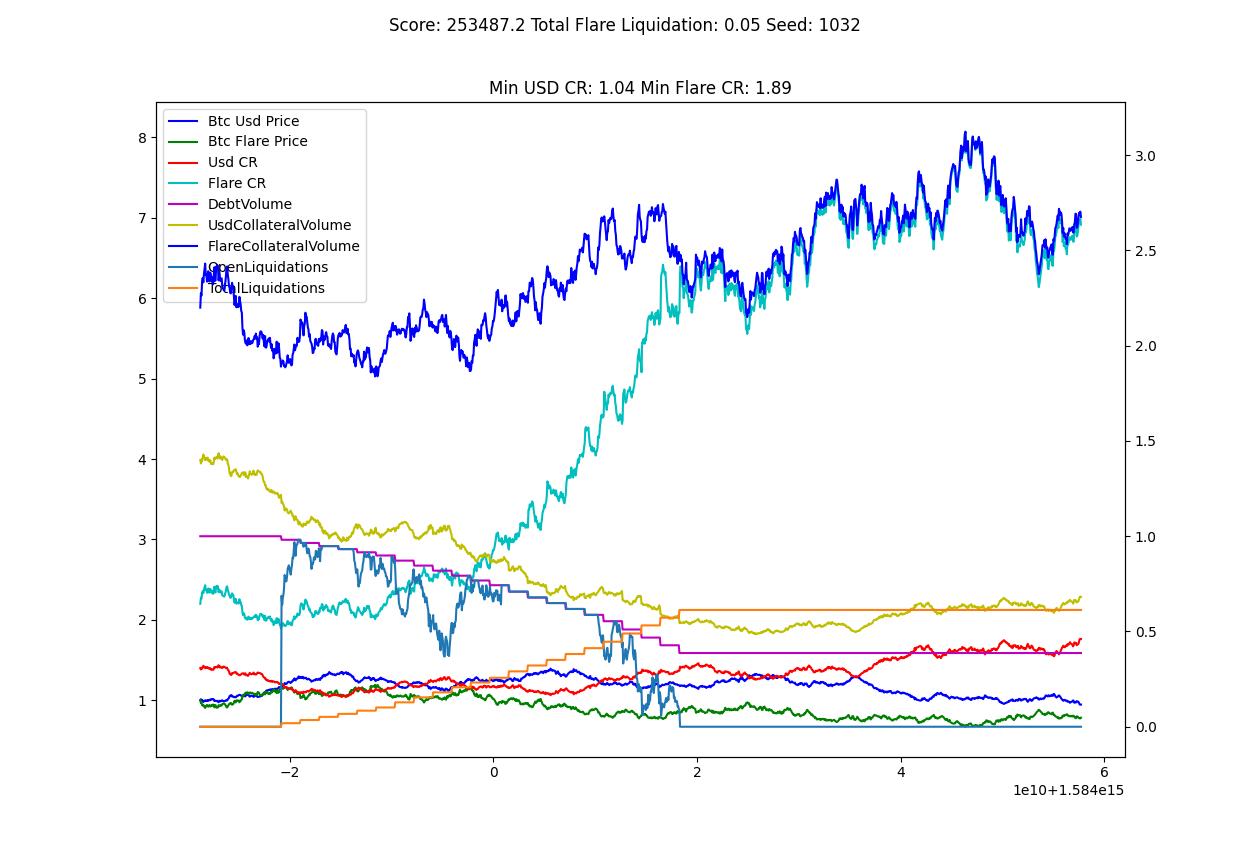 Score: 253487.2 Total Flare Liquidation: 0.05 Seed: 1032
Min USD CR: 1.04 Min Flare CR: 1.89
Btc Usd Price
Btc Flare Price
Usd CR
Flare CR
DebtVolume
UsdCollateralVolume
FlareCollateralVolume
OpenLiquidations
TotalLiquidations
8
7
6
5
4
3
2
1
3.0
2.5
2.0
1.5
1.0
0.5
0.0
−2 0 2 4 6
1e10+1.584e15